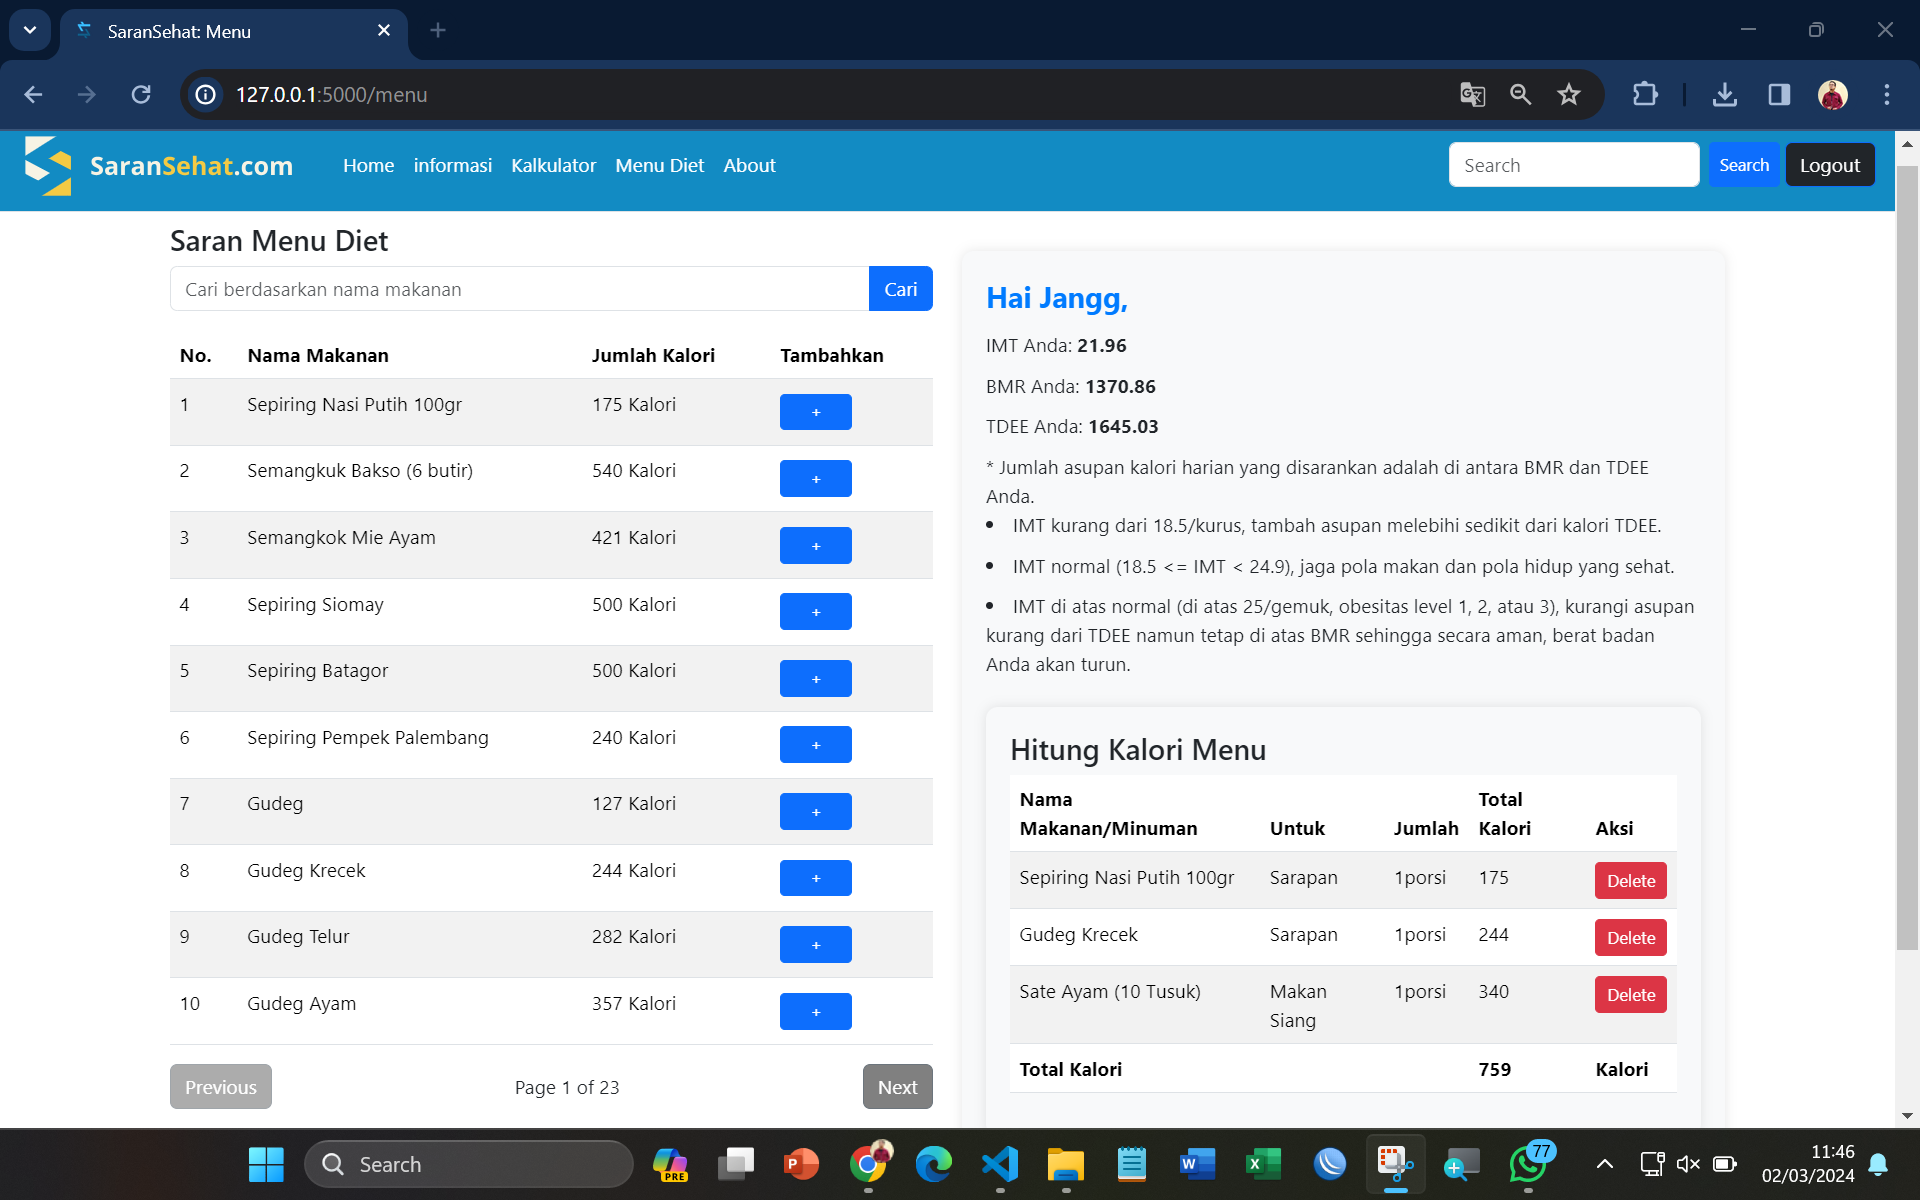 SaranSehat: Menu
127.0.0.1:5000/menu
SaranSehat.com
Home informasi Kalkulator Menu Diet About
Search Search Logout
Saran Menu Diet
Cari berdasarkan nama makanan Cari
No. Nama Makanan Jumlah Kalori Tambahkan
1 Sepiring Nasi Putih 100gr 175 Kalori +
2 Semangkuk Bakso (6 butir) 540 Kalori +
3 Semangkok Mie Ayam 421 Kalori +
4 Sepiring Siomay 500 Kalori +
5 Sepiring Batagor 500 Kalori +
6 Sepiring Pempek Palembang 240 Kalori +
7 Gudeg 127 Kalori +
8 Gudeg Krecek 244 Kalori +
9 Gudeg Telur 282 Kalori +
10 Gudeg Ayam 357 Kalori +
Previous Page 1 of 23 Next
Hai Jangg,
IMT Anda: 21.96
BMR Anda: 1370.86
TDEE Anda: 1645.03
* Jumlah asupan kalori harian yang disarankan adalah di antara BMR dan TDEE
Anda.
• IMT kurang dari 18.5/kurus, tambah asupan melebihi sedikit dari kalori TDEE.
• IMT normal (18.5 <= IMT < 24.9), jaga pola makan dan pola hidup yang sehat.
• IMT di atas normal (di atas 25/gemuk, obesitas level 1, 2, atau 3), kurangi asupan
kurang dari TDEE namun tetap di atas BMR sehingga secara aman, berat badan
Anda akan turun.
Hitung Kalori Menu
Nama
Makanan/Minuman Untuk Jumlah Total
Kalori Aksi
Sepiring Nasi Putih 100gr Sarapan 1porsi 175 Delete
Gudeg Krecek Sarapan 1porsi 244 Delete
Sate Ayam (10 Tusuk) Makan
Siang 1porsi 340 Delete
Total Kalori 759 Kalori
Search
PRE
77
11:46
02/03/2024